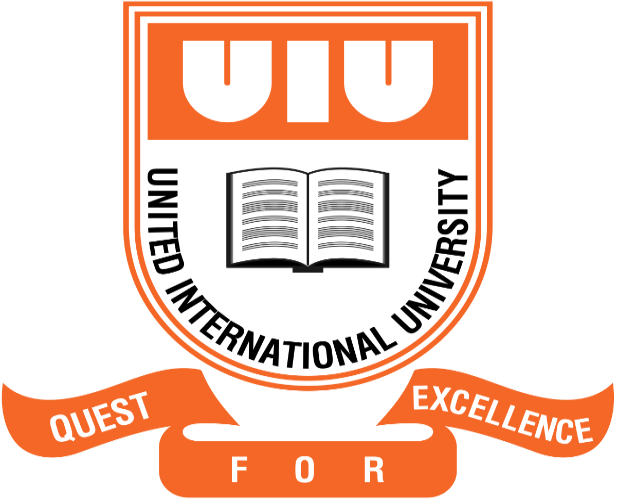 UIU
UNITED INTERNATIONAL UNIVERSITY
QUEST
FOR
EXCELLENCE